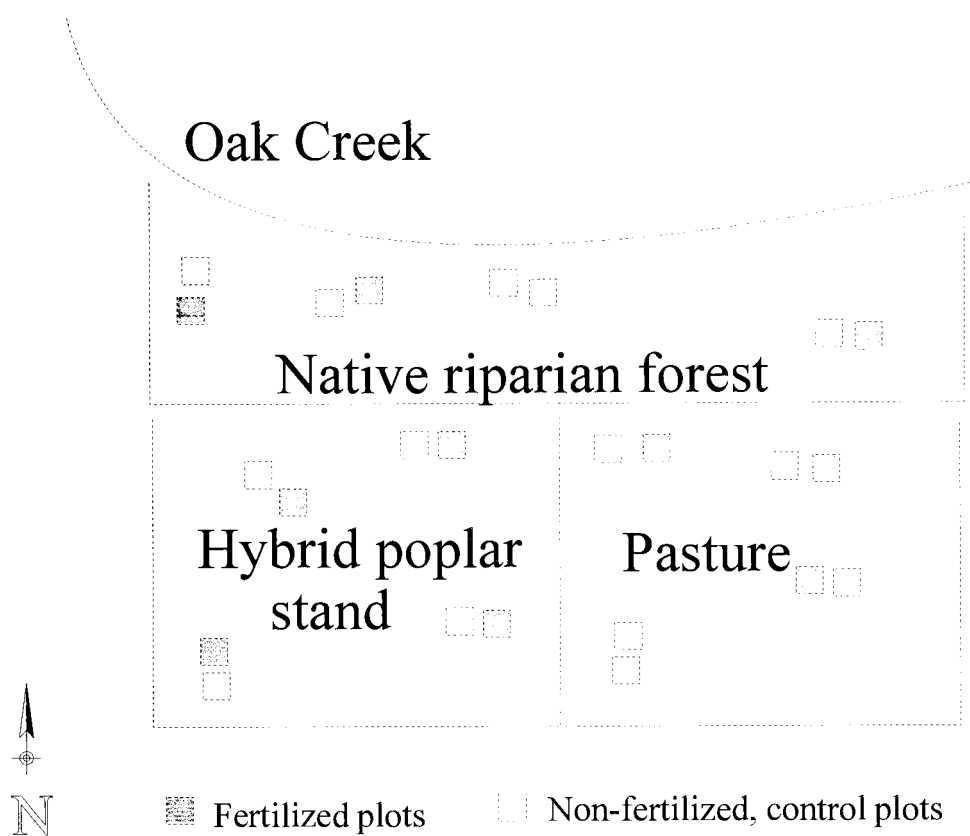 Oak Creek
Native riparian forest
Hybrid poplar
stand
Pasture
N
Fertilized plots
Non-fertilized, control plots